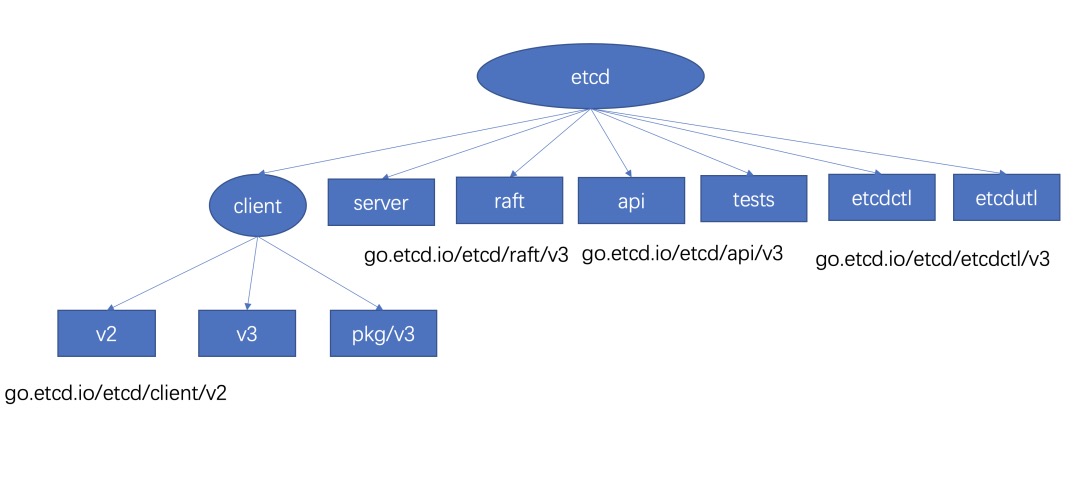 etcd
client
server
raft
api
tests
etcdctl
etcdutl
go.etcd.io/etcd/raft/v3
go.etcd.io/etcd/api/v3
go.etcd.io/etcd/etcdctl/v3
v2
v3
pkg/v3
go.etcd.io/etcd/client/v2